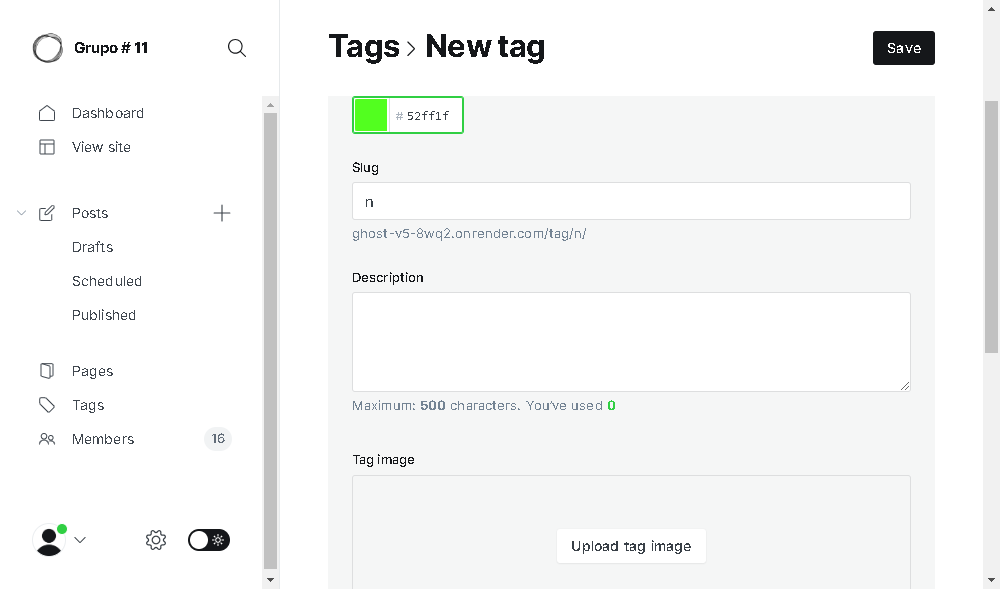 Grupo # 11
Dashboard
View site
Posts
Drafts
Scheduled
Published
Pages
Tags
Members
16
Tags
New tag
Save
# 52ff1f
Slug
n
ghost-v5-8wq2.onrender.com/tag/n/
Description
Maximum: 500 characters. You've used 0
Tag image
Upload tag image